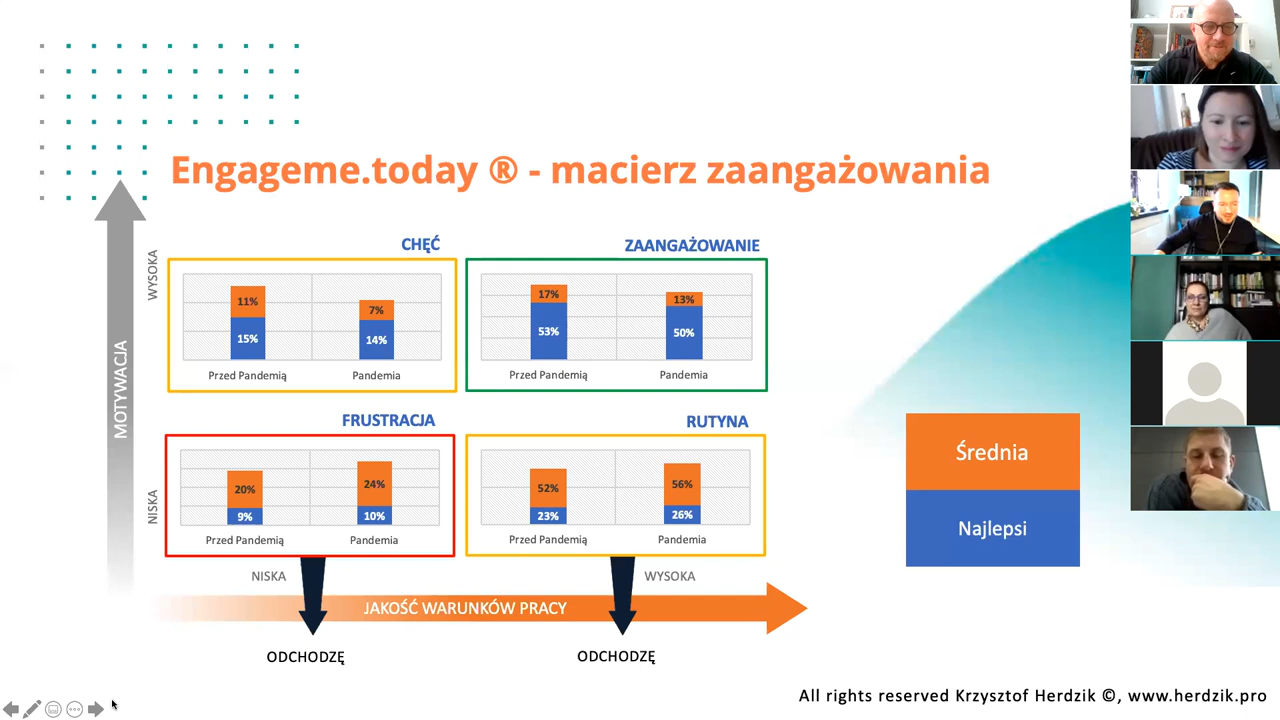 Engageme.today ® - macierz zaangażowania
WYSOKA
MOTYWACJA
NISKA
CHĘĆ
11%
7%
15%
14%
Przed Pandemią
Pandemia
ZAANGAŻOWANIE
17%
13%
53%
50%
Przed Pandemią
Pandemia
FRUSTRACJA
20%
24%
9%
10%
Przed Pandemią
Pandemia
RUTYNA
52%
56%
23%
26%
Przed Pandemią
Pandemia
Średnia
Najlepsi
NISKA
WYSOKA
JAKOŚĆ WARUNKÓW PRACY
ODCHODZĘ
ODCHODZĘ
All rights reserved Krzysztof Herdzik ©, www.herdzik.pro